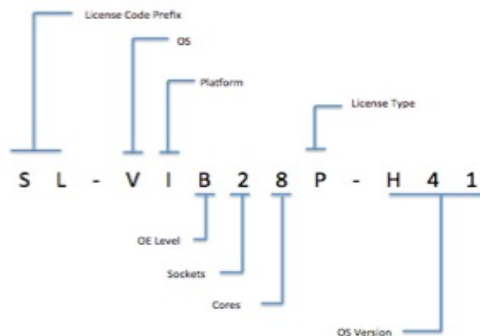 License Code Prefix
OS
Platform
License Type
S L - V I B 2 8 P - H 4 1
OE Level
Sockets
Cores
OS Version